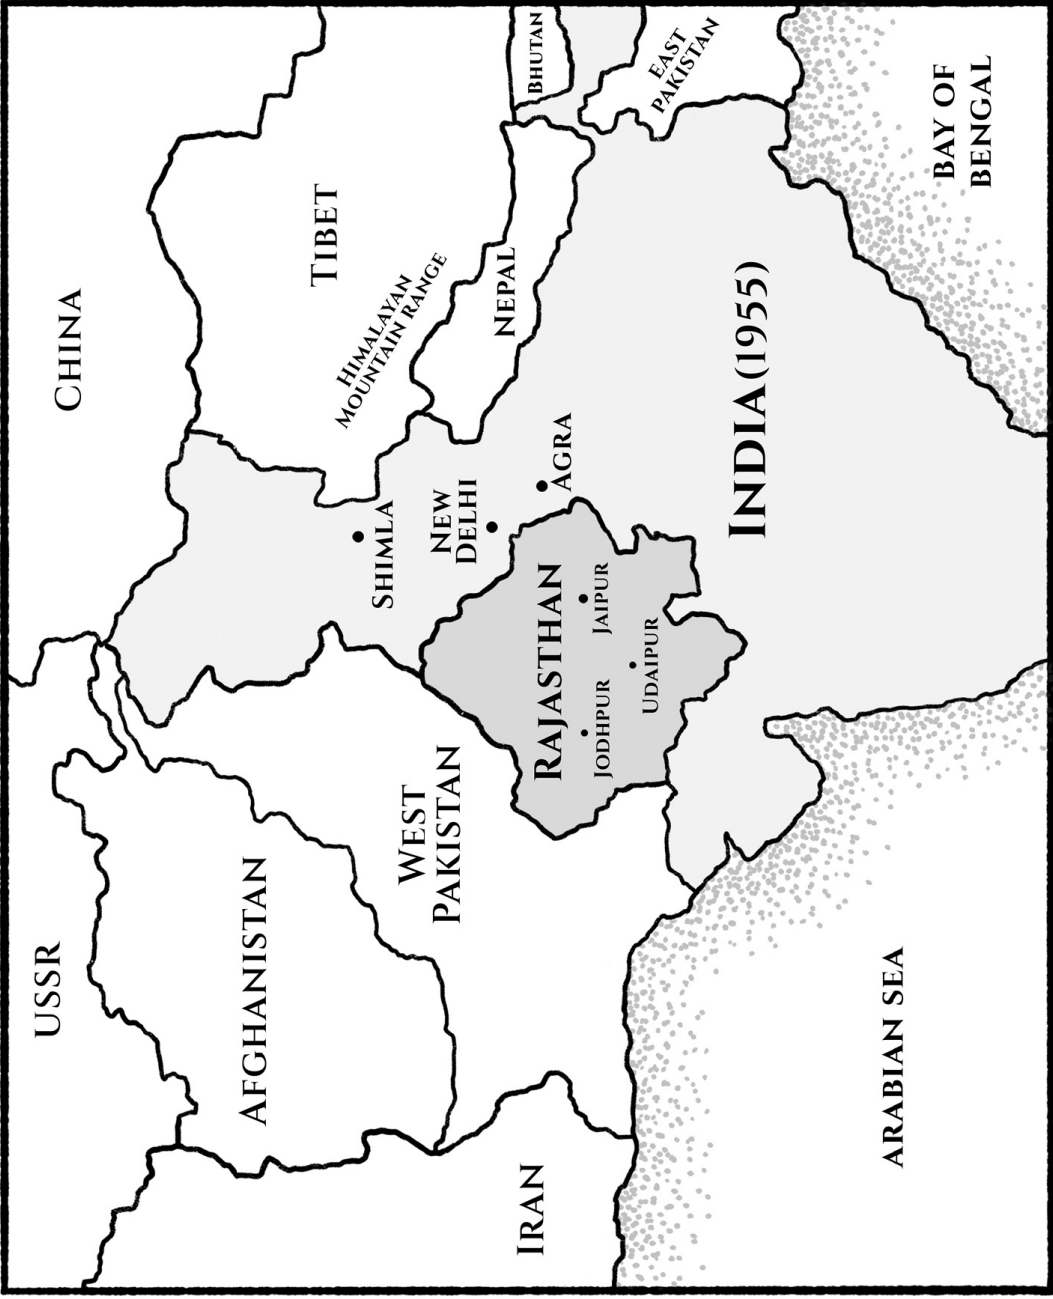 USSR
CHINA
AFGHANISTAN
TIBET
HIMALAYAN
MOUNTAIN RANGE
SHIMLA
WEST
PAKISTAN
NEW
DELHI
NEPAL
BHUTAN
IRAN
AGRA
RAJASTHAN
JAIPUR
JODHPUR
UDAIPUR
EAST
PAKISTAN
INDIA (1955)
ARABIAN SEA
BAY OF
BENGAL